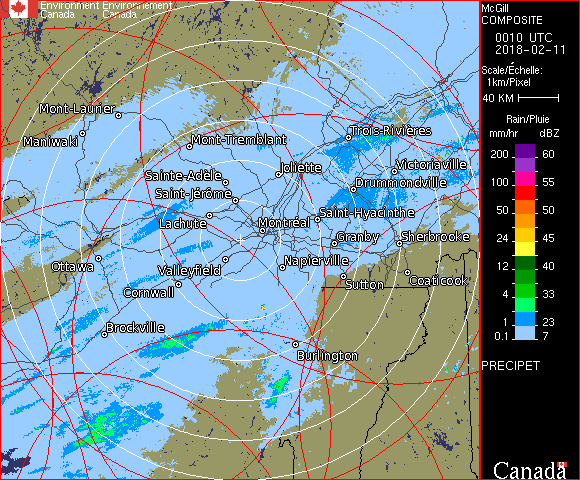 Environment Environnement
Canada Canada
McGill
COMPOSITE
0010 UTC
2018-02-11
Scale/Échelle:
1km/Pixel
40 KM
Rain/Pluie
mm/hr dBZ
200 60
100 55
50 50
24 45
12 40
4 33
1 23
0.1 7
PRECIPET
Canada
Mont-Laurier
Maniwaki
Mont-Tremblant
Trois-Rivières
Joliette
Victoriaville
Sainte-Adèle
Drummondville
Saint-Jérôme
Lachute
Saint-Hyacinthe
Montréal
Granby
Sherbrooke
Ottawa
Valleyfield
Napierville
Cornwall
Sutton
Coaticook
Brockville
Burlington